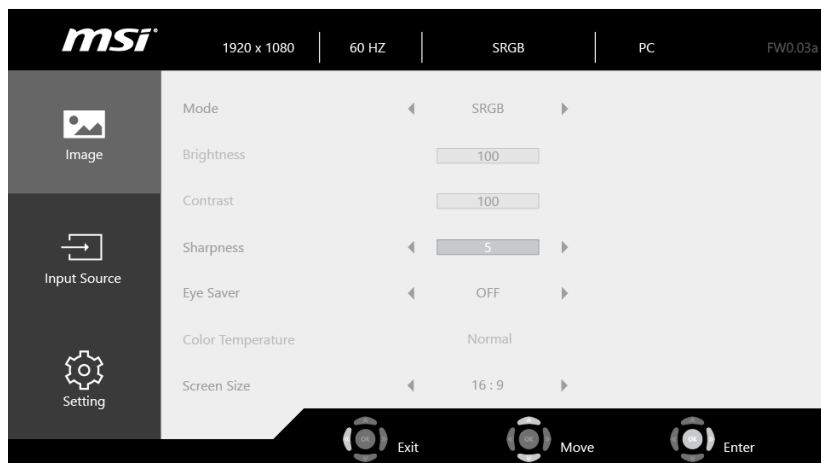 msi
1920 x 1080 60 HZ SRGB PC FW0.03a
Image
Input Source
Setting
Mode SRGB
Brightness 100
Contrast 100
Sharpness 5
Eye Saver OFF
Color Temperature Normal
Screen Size 16 : 9
OK Exit OK Move OK Enter